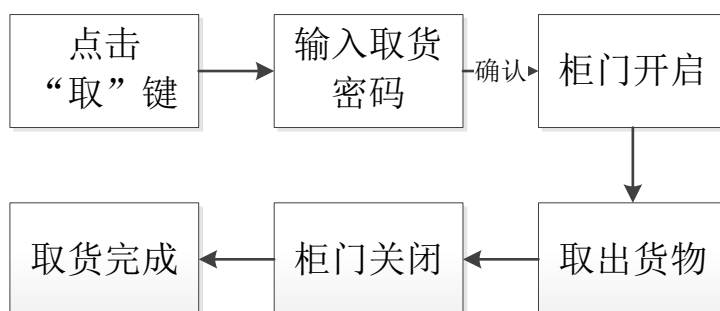 点击
“取”键
输入取货
密码
确认
柜门开启
取出货物
柜门关闭
取货完成